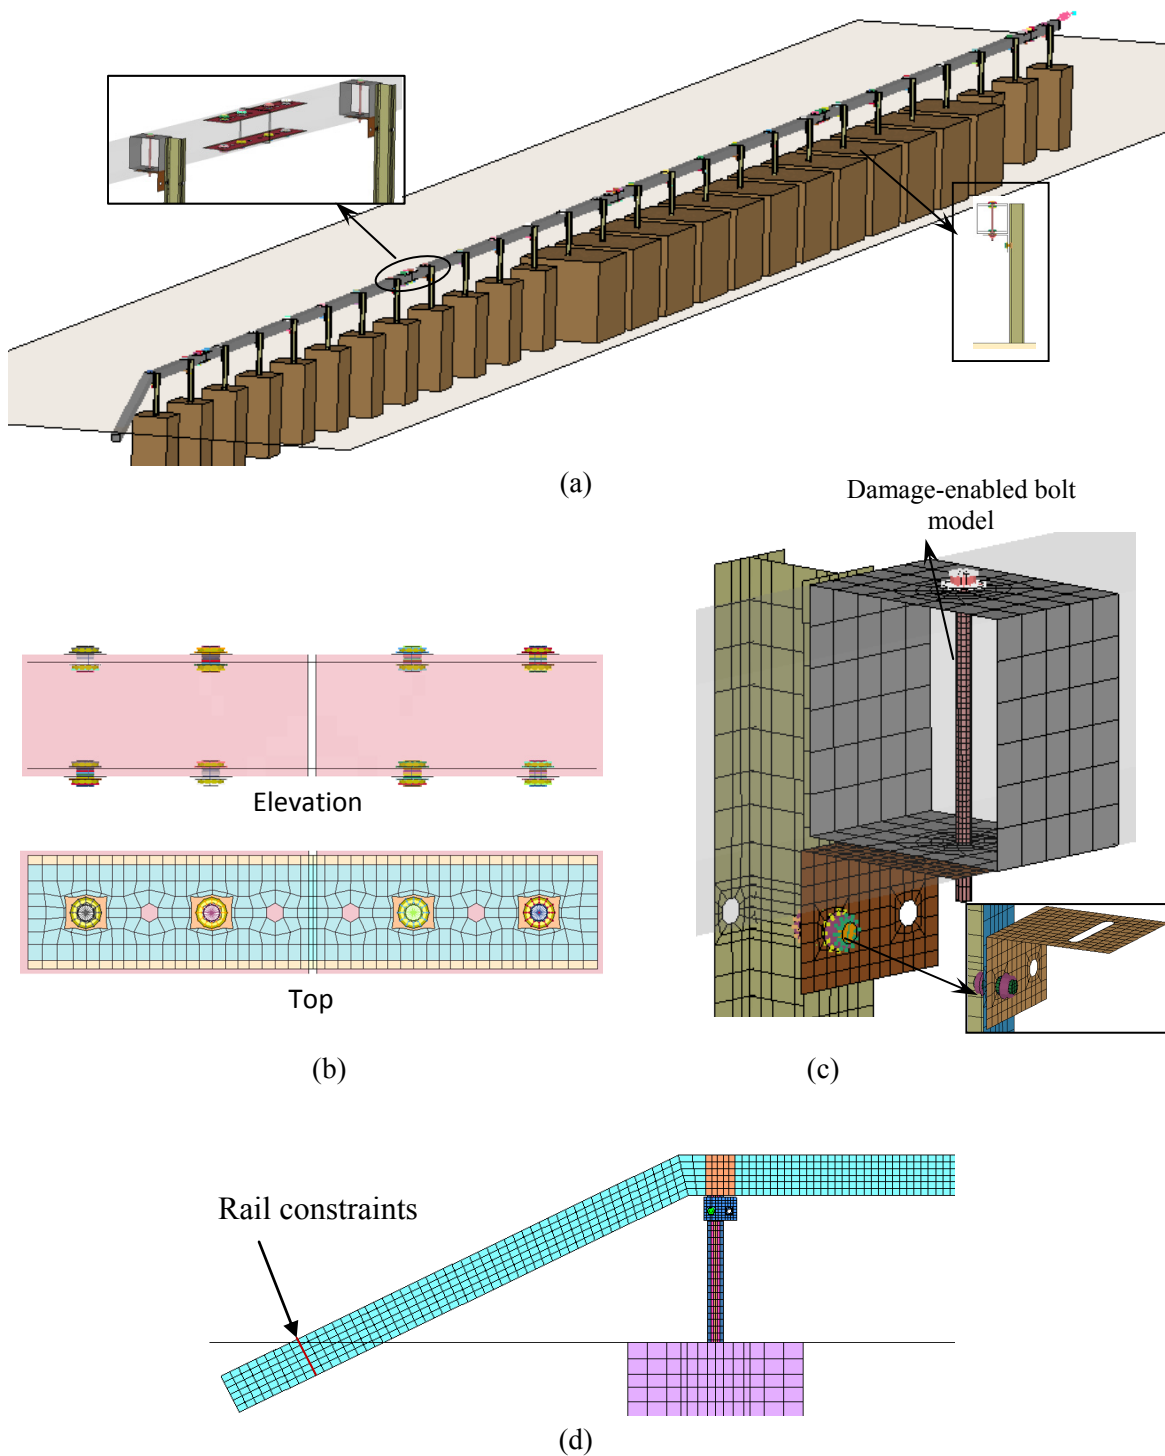 (a)
Damage-enabled bolt
model
Elevation
Top
(b)
(c)
Rail constraints
(d)